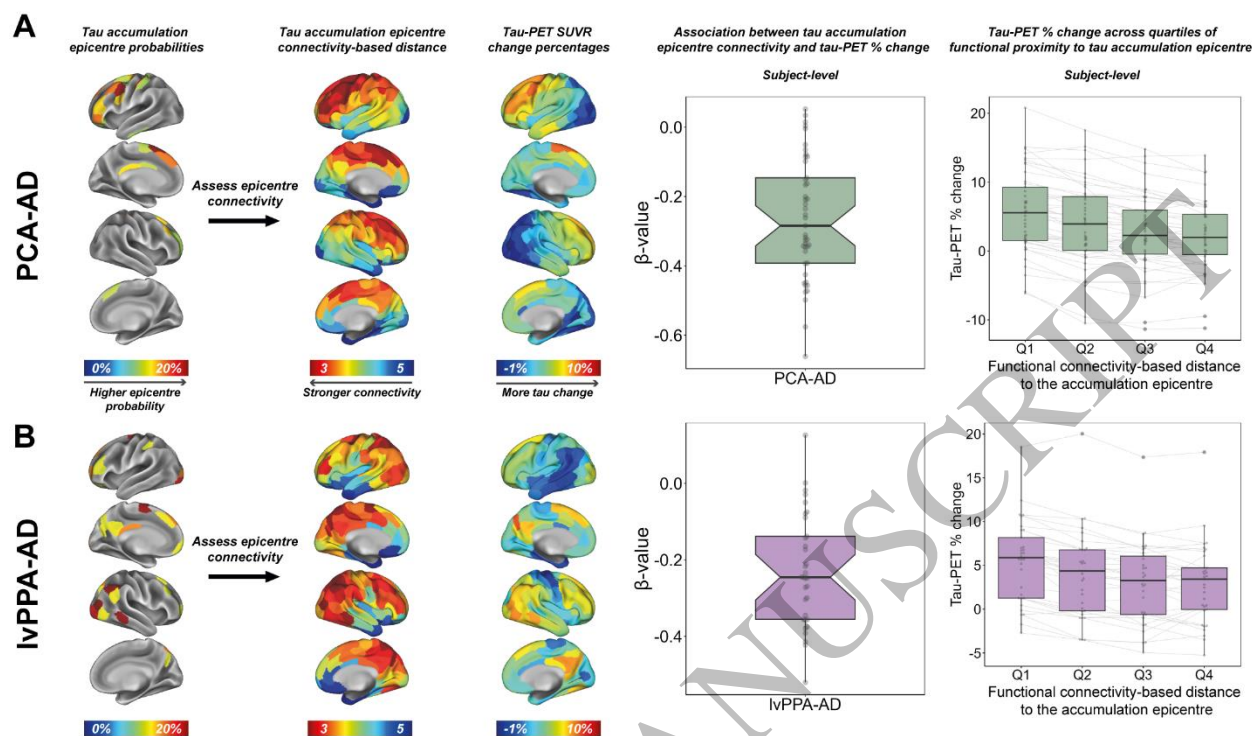 A
Tau accumulation
epicentre probabilities
Tau accumulation epicentre
connectivity-based distance
Tau-PET SUVR
change percentages
Association between tau accumulation
epicentre connectivity and tau-PET % change
Subject-level
Tau-PET % change across quartiles of
functional proximity to tau accumulation epicentre
Subject-level
PCA-AD
Assess epicentre
connectivity
0% 20%
Higher epicentre
probability
3 5
Stronger connectivity
-1% 10%
More tau change
β-value
0.0
-0.2
-0.4
-0.6
PCA-AD
Tau-PET % change
20
10
0
-10
Q1 Q2 Q3 Q4
Functional connectivity-based distance
to the accumulation epicentre
B
lvPPA-AD
Assess epicentre
connectivity
0% 20%
3 5
-1% 10%
β-value
0.0
-0.2
-0.4
lvPPA-AD
Tau-PET % change
20
15
10
5
0
-5
Q1 Q2 Q3 Q4
Functional connectivity-based distance
to the accumulation epicentre
ANUSCRIPT